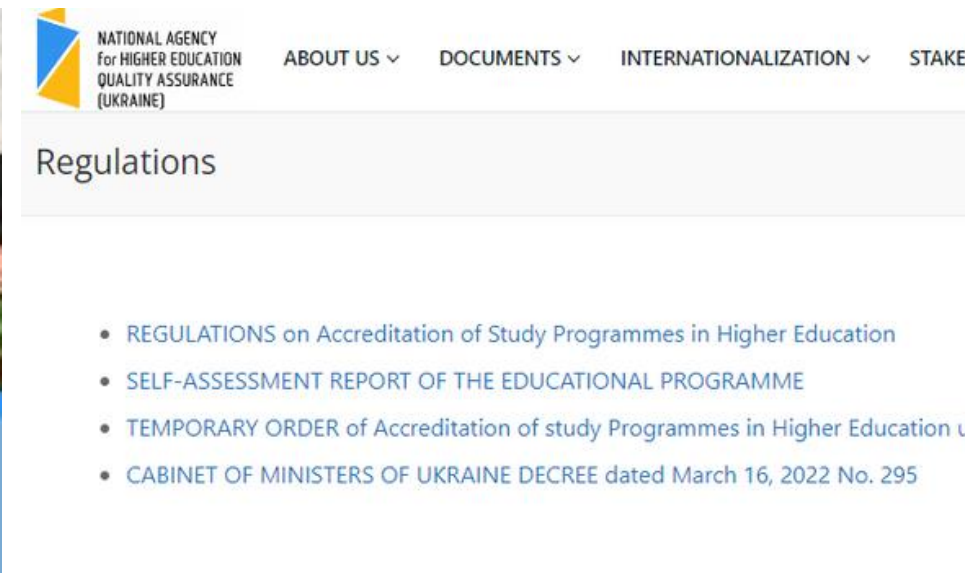 NATIONAL AGENCY
for HIGHER EDUCATION
QUALITY ASSURANCE
(UKRAINE)
ABOUT US DOCUMENTS INTERNATIONALIZATION STAKE
Regulations
REGULATIONS on Accreditation of Study Programmes in Higher Education
SELF-ASSESSMENT REPORT OF THE EDUCATIONAL PROGRAMME
TEMPORARY ORDER of Accreditation of study Programmes in Higher Education u
CABINET OF MINISTERS OF UKRAINE DECREE dated March 16, 2022 No. 295